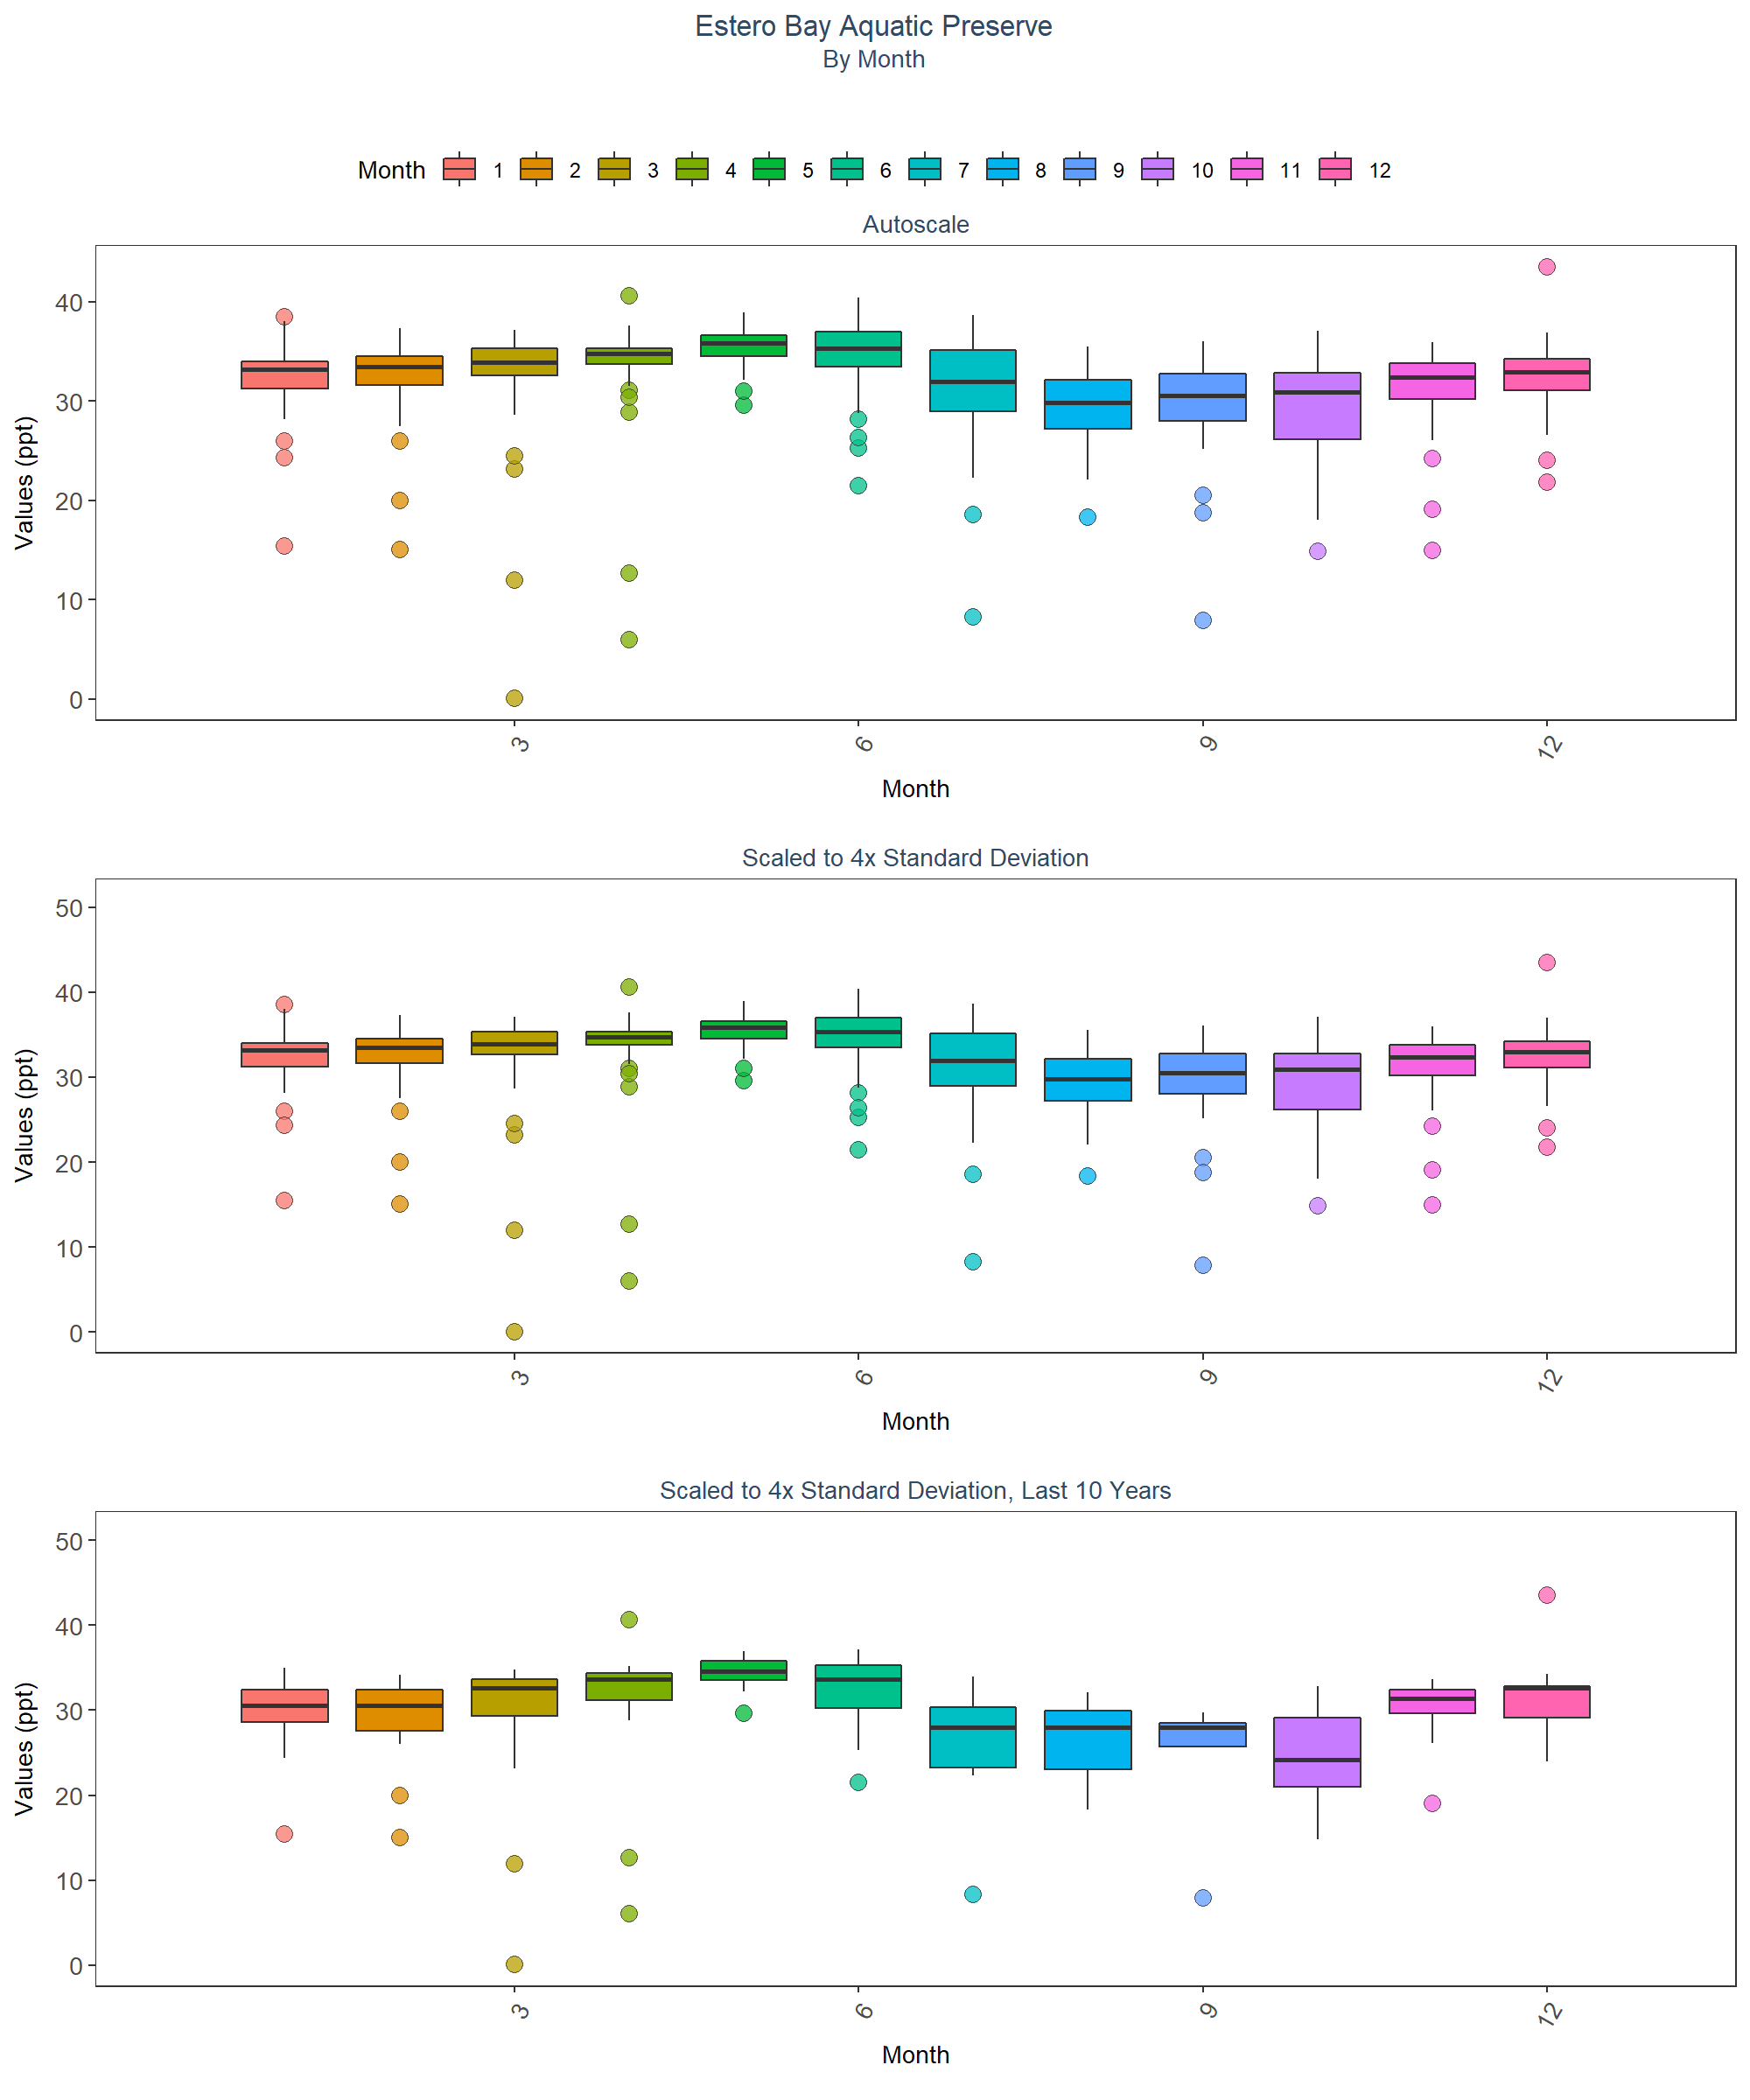 Estero Bay Aquatic Preserve
By Month
Month 1 2 3 4 5 6 7 8 9 10 11 12
Autoscale
Values (ppt)
40
30
20
10
0
3 6 9 12
Month
Scaled to 4x Standard Deviation
Values (ppt)
50
40
30
20
10
0
3 6 9 12
Month
Scaled to 4x Standard Deviation, Last 10 Years
Values (ppt)
50
40
30
20
10
0
3 6 9 12
Month